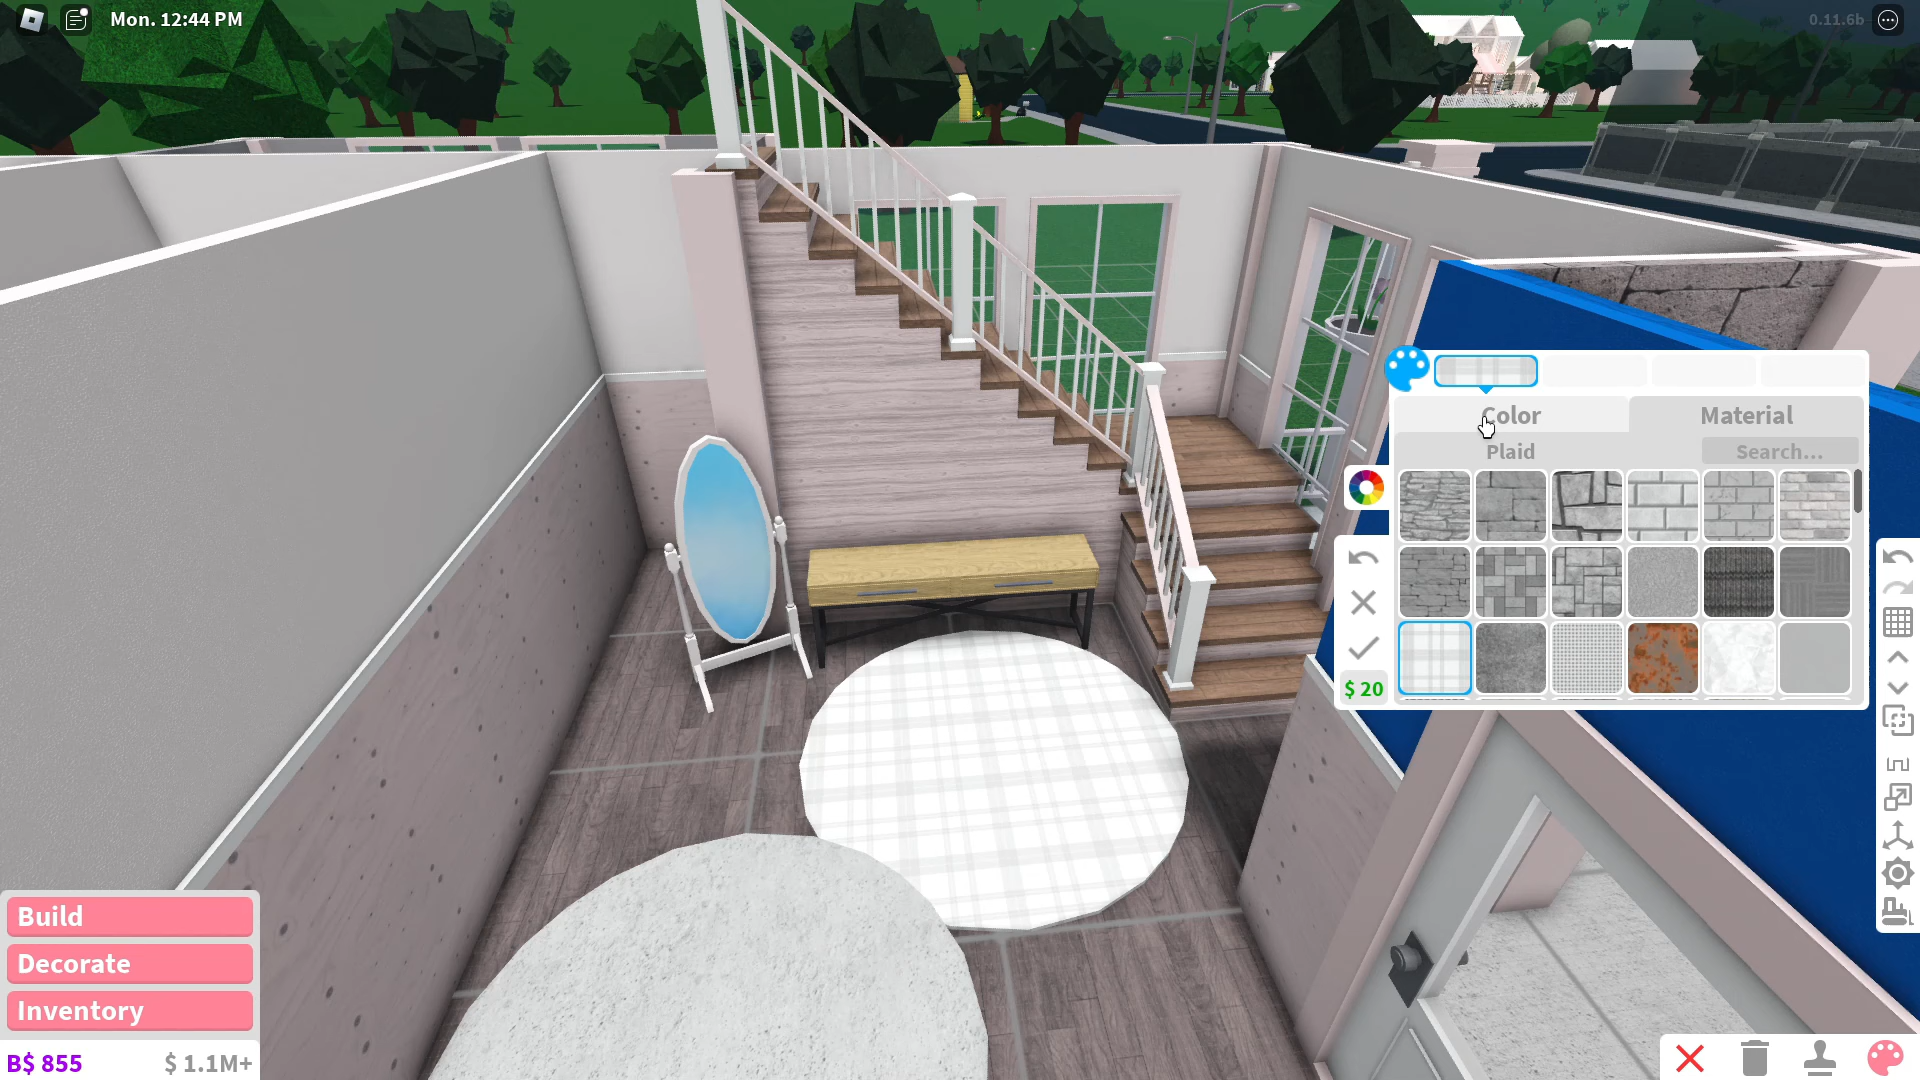 Mon. 12:44 PM
0.11.6b
Color
Material
Plaid
Search...
$ 20
Build
Decorate
Inventory
B$ 855
$ 1.1M+